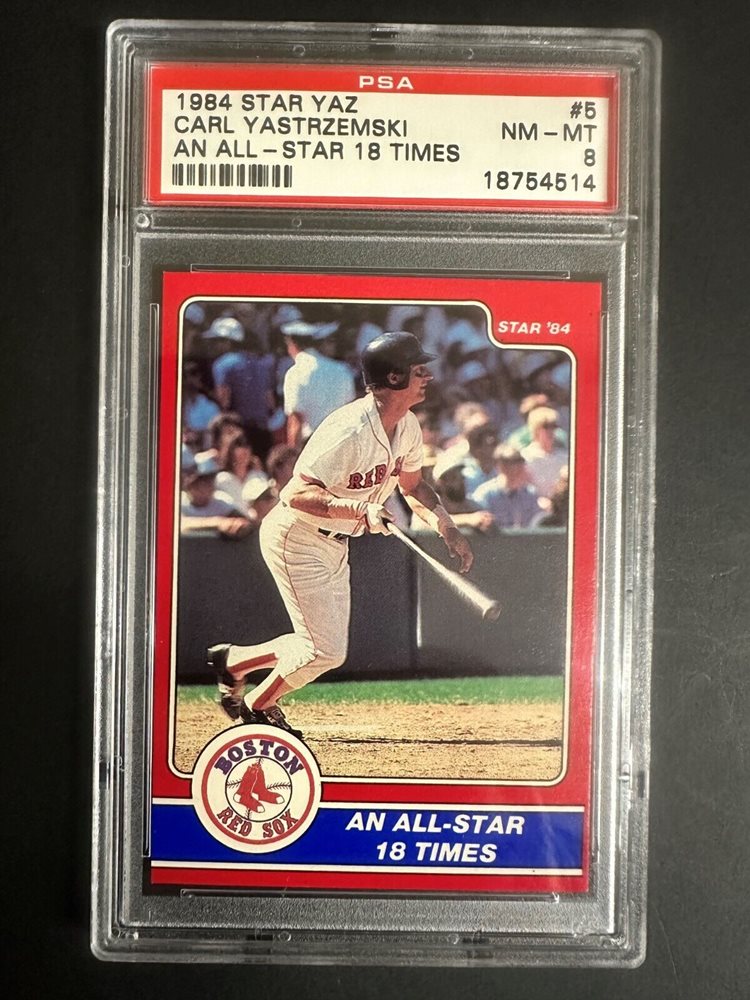 PSA
1984 STAR YAZ #5
CARL YASTRZEMSKI NM-MT
AN ALL-STAR 18 TIMES 8
18754514
STAR '84
RED S
BOSTON
RED SOX
AN ALL-STAR
18 TIMES